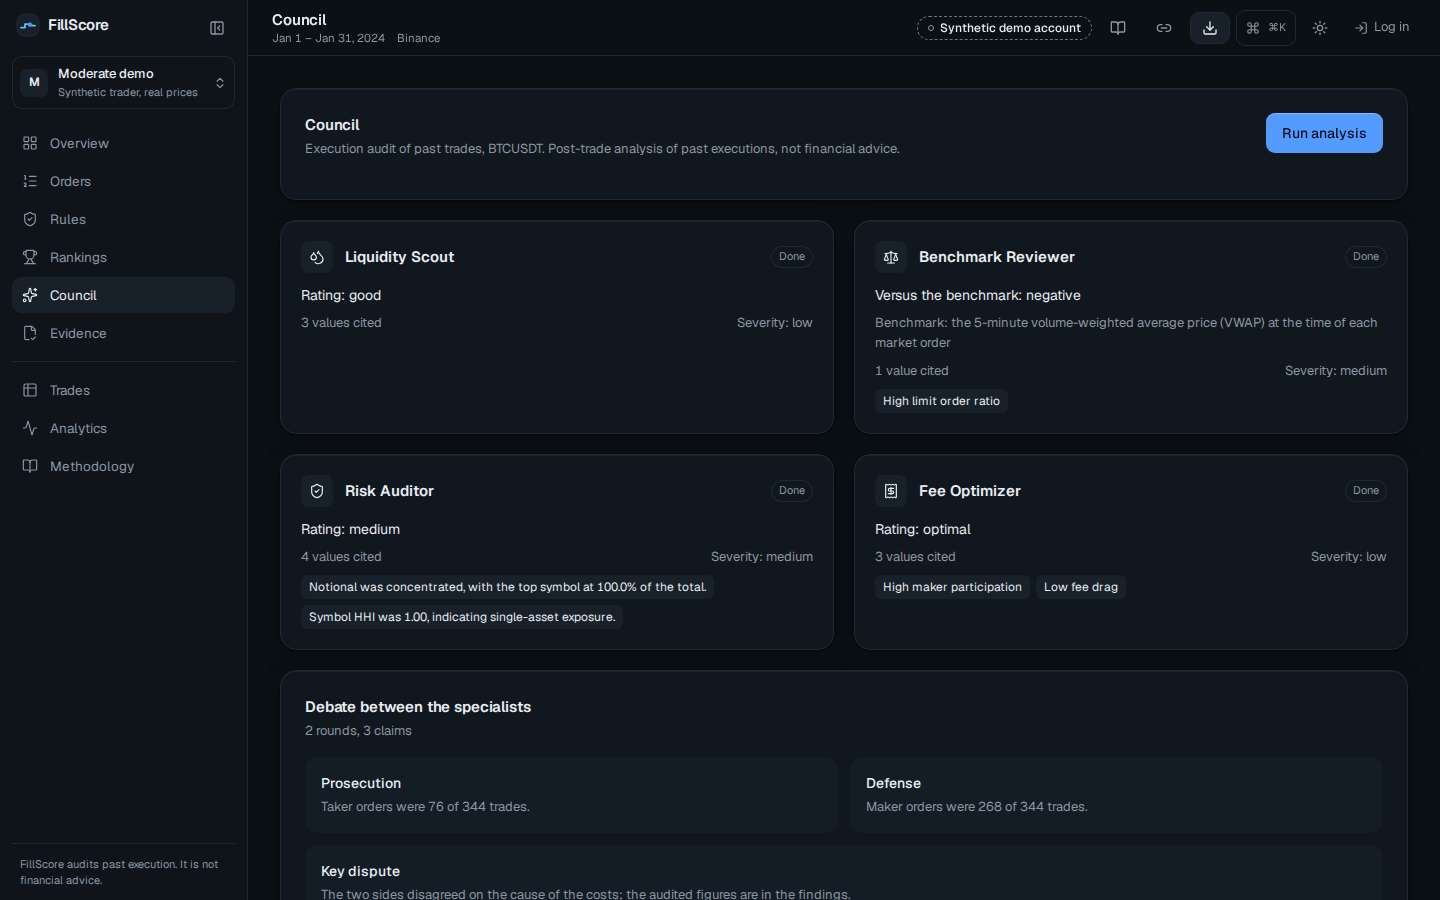 FillScore
M
Moderate demo
Synthetic trader, real prices
Overview
Orders
Rules
Rankings
Council
Evidence
Trades
Analytics
Methodology
FillScore audits past execution. It is not
financial advice.
Council
Jan 1 – Jan 31, 2024 Binance
Synthetic demo account
⌘K
Log in
Council
Execution audit of past trades, BTCUSDT. Post-trade analysis of past executions, not financial advice.
Run analysis
Liquidity Scout
Done
Rating: good
3 values cited
Severity: low
Benchmark Reviewer
Done
Versus the benchmark: negative
Benchmark: the 5-minute volume-weighted average price (VWAP) at the time of each
market order
1 value cited
Severity: medium
High limit order ratio
Risk Auditor
Done
Rating: medium
4 values cited
Severity: medium
Notional was concentrated, with the top symbol at 100.0% of the total.
Symbol HHI was 1.00, indicating single-asset exposure.
Fee Optimizer
Done
Rating: optimal
3 values cited
Severity: low
High maker participation
Low fee drag
Debate between the specialists
2 rounds, 3 claims
Prosecution
Taker orders were 76 of 344 trades.
Defense
Maker orders were 268 of 344 trades.
Key dispute
The two sides disagreed on the cause of the costs; the audited figures are in the findings.